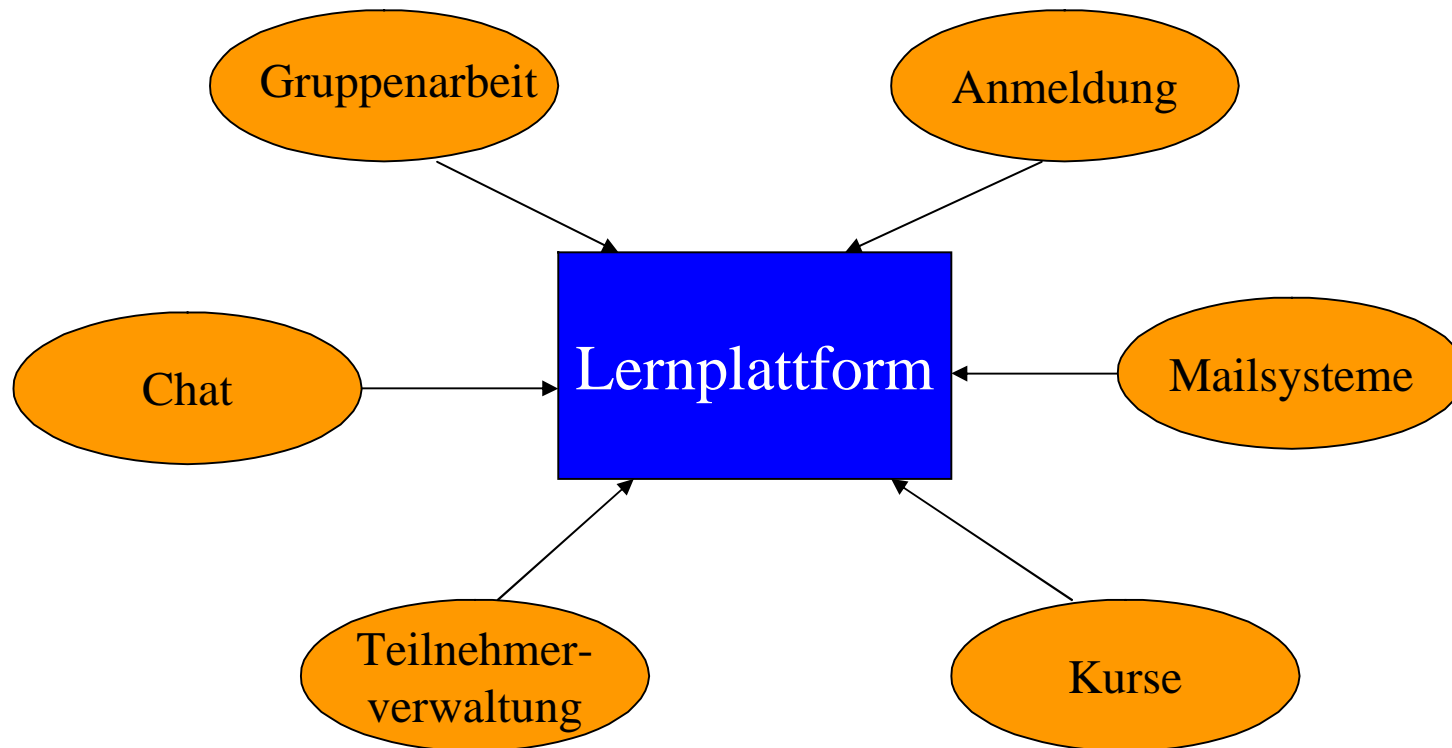 Gruppenarbeit
Anmeldung
Lernplattform
Chat
Mailsysteme
Teilnehmer-
verwaltung
Kurse